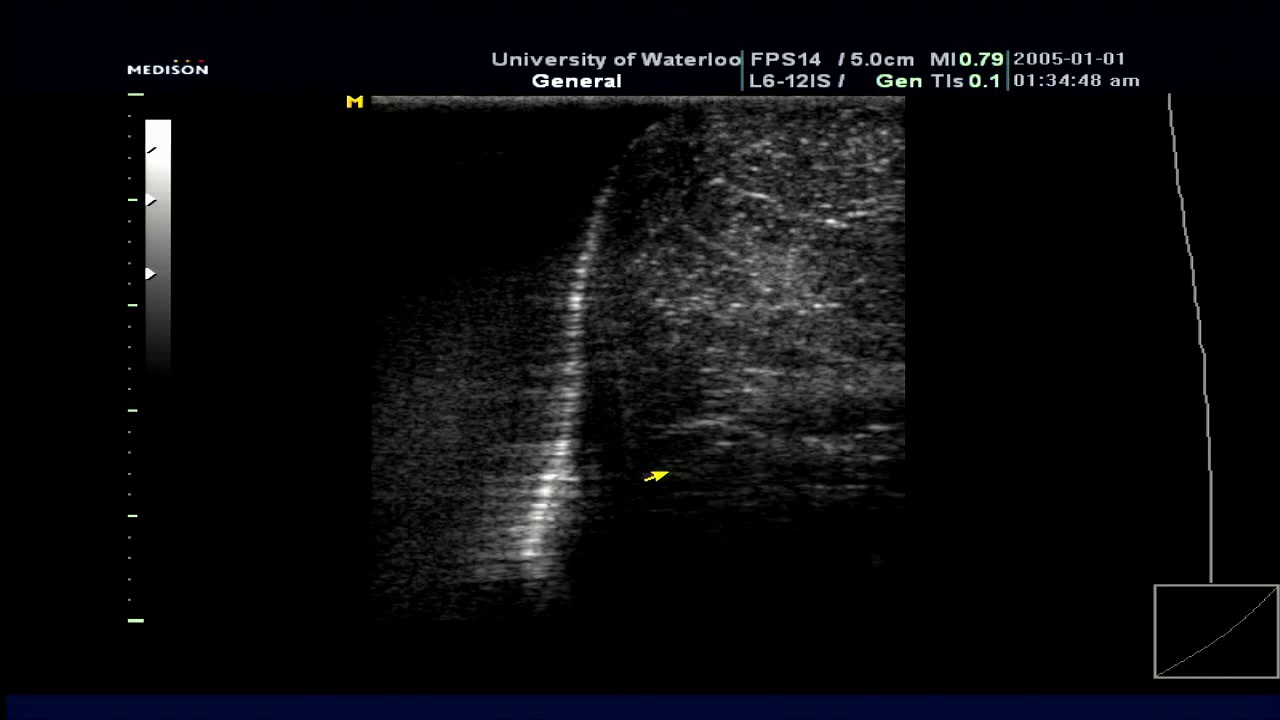 MEDISON
University of Waterloo FPS14 / 5.0cm MI 0.79 2005-01-01
General L6-12IS / Gen TIs 0.1 01:34:48 am
M